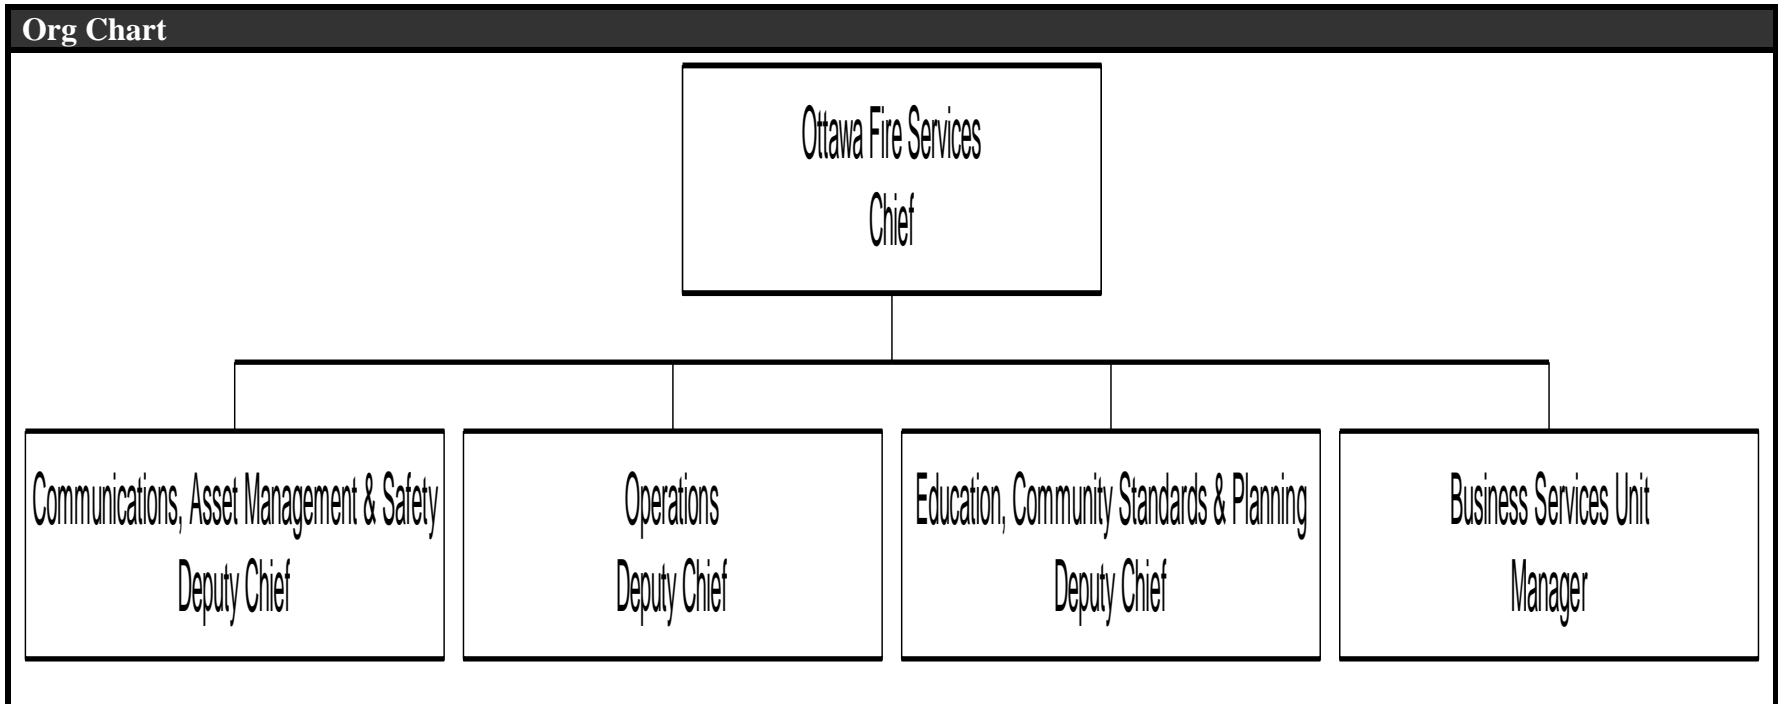 Org Chart
Ottawa Fire Services
Chief
Communications, Asset Management & Safety
Deputy Chief
Operations
Deputy Chief
Education, Community Standards & Planning
Deputy Chief
Business Services Unit
Manager